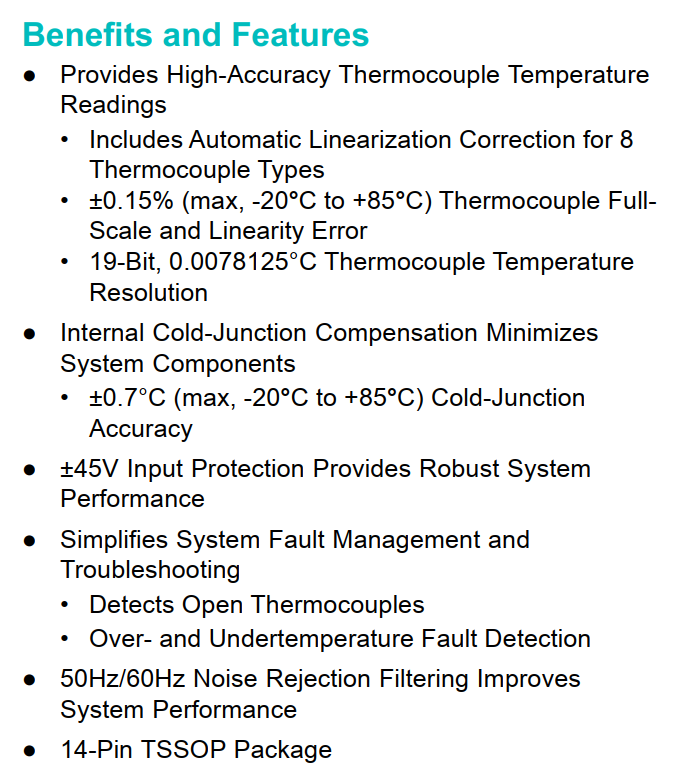 Benefits and Features
● Provides High-Accuracy Thermocouple Temperature
Readings
• Includes Automatic Linearization Correction for 8
Thermocouple Types
• ±0.15% (max, -20°C to +85°C) Thermocouple Full-
Scale and Linearity Error
• 19-Bit, 0.0078125°C Thermocouple Temperature
Resolution
● Internal Cold-Junction Compensation Minimizes
System Components
• ±0.7°C (max, -20°C to +85°C) Cold-Junction
Accuracy
● ±45V Input Protection Provides Robust System
Performance
● Simplifies System Fault Management and
Troubleshooting
• Detects Open Thermocouples
• Over- and Undertemperature Fault Detection
● 50Hz/60Hz Noise Rejection Filtering Improves
System Performance
● 14-Pin TSSOP Package